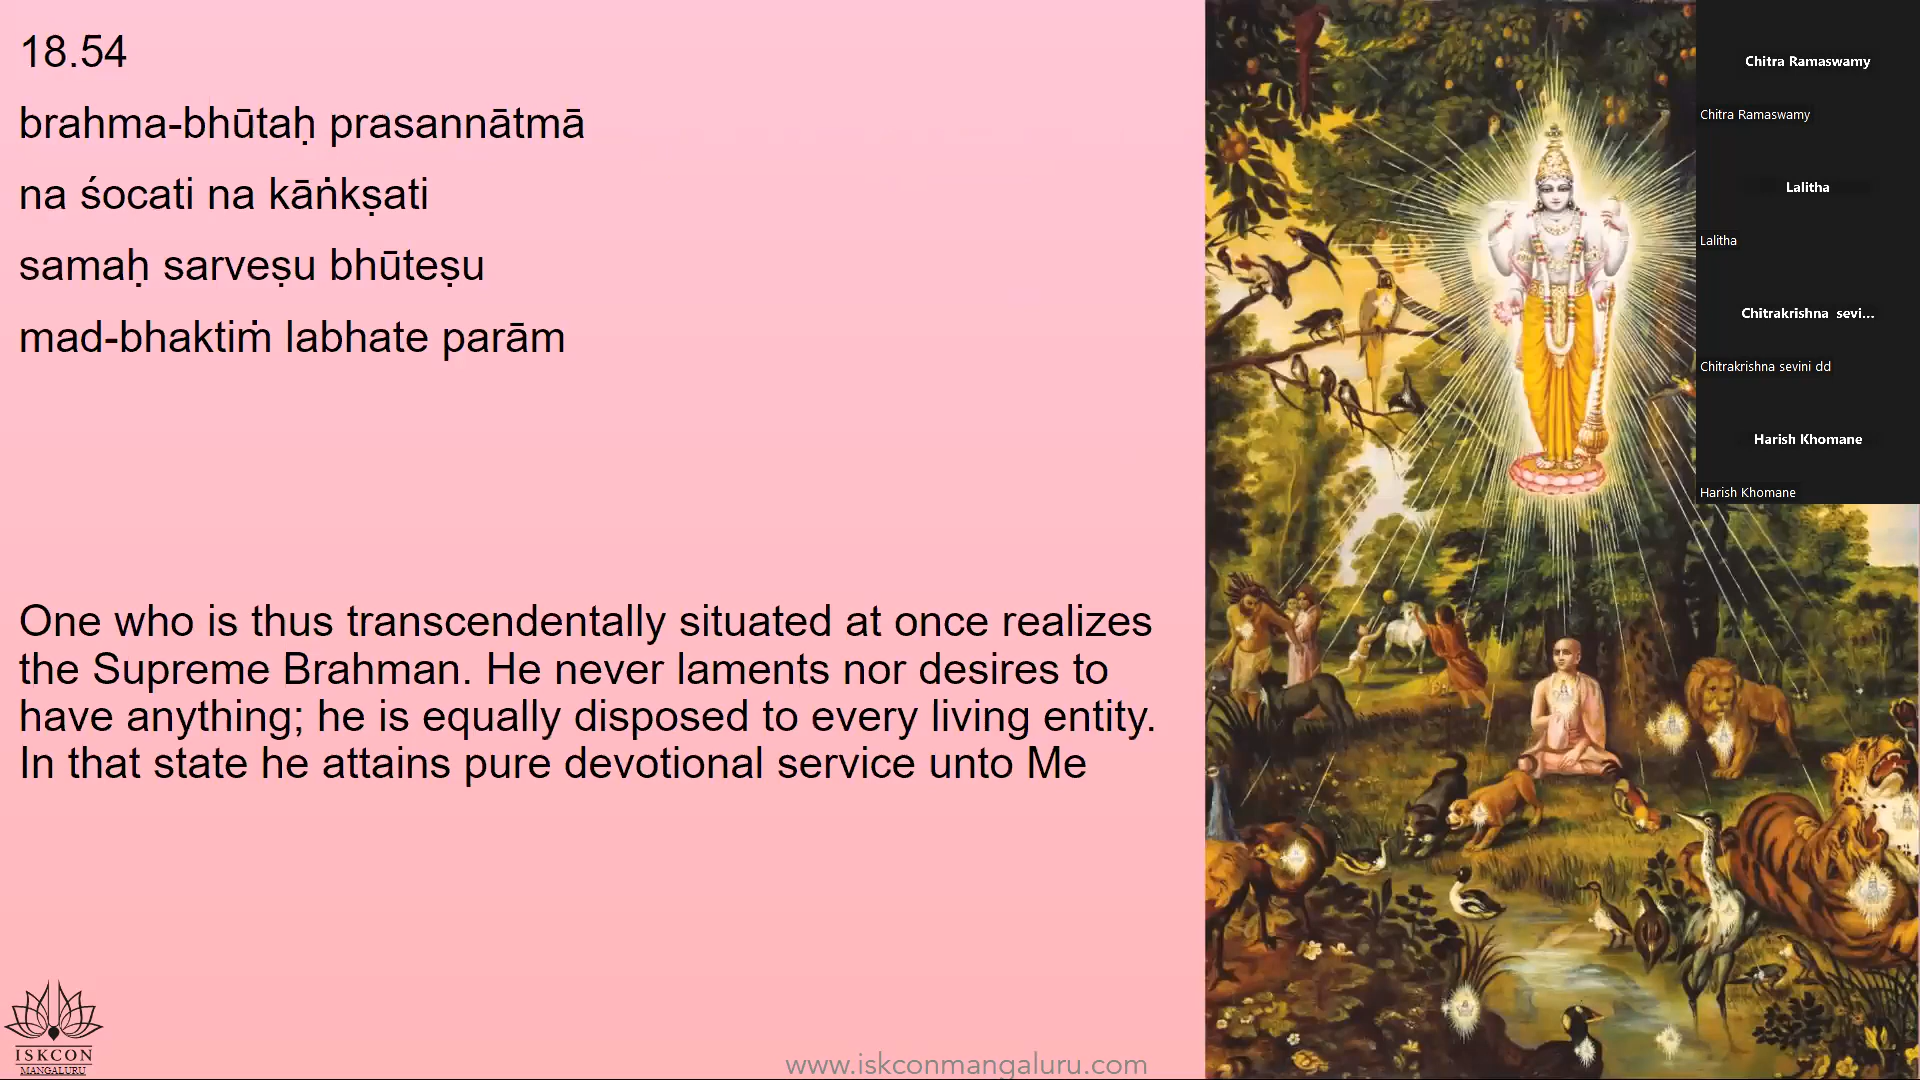 18.54
brahma-bhūtaḥ prasannātmā
na śocati na kāṅkṣati
samaḥ sarveṣu bhūteṣu
mad-bhaktiṁ labhate parām
One who is thus transcendentally situated at once realizes
the Supreme Brahman. He never laments nor desires to
have anything; he is equally disposed to every living entity.
In that state he attains pure devotional service unto Me
ISKCON
MANGALURU
www.iskconmangaluru.com
Chitra Ramaswamy
Chitra Ramaswamy
Lalitha
Lalitha
Chitrakrishna sevi...
Chitrakrishna sevini dd
Harish Khomane
Harish Khomane